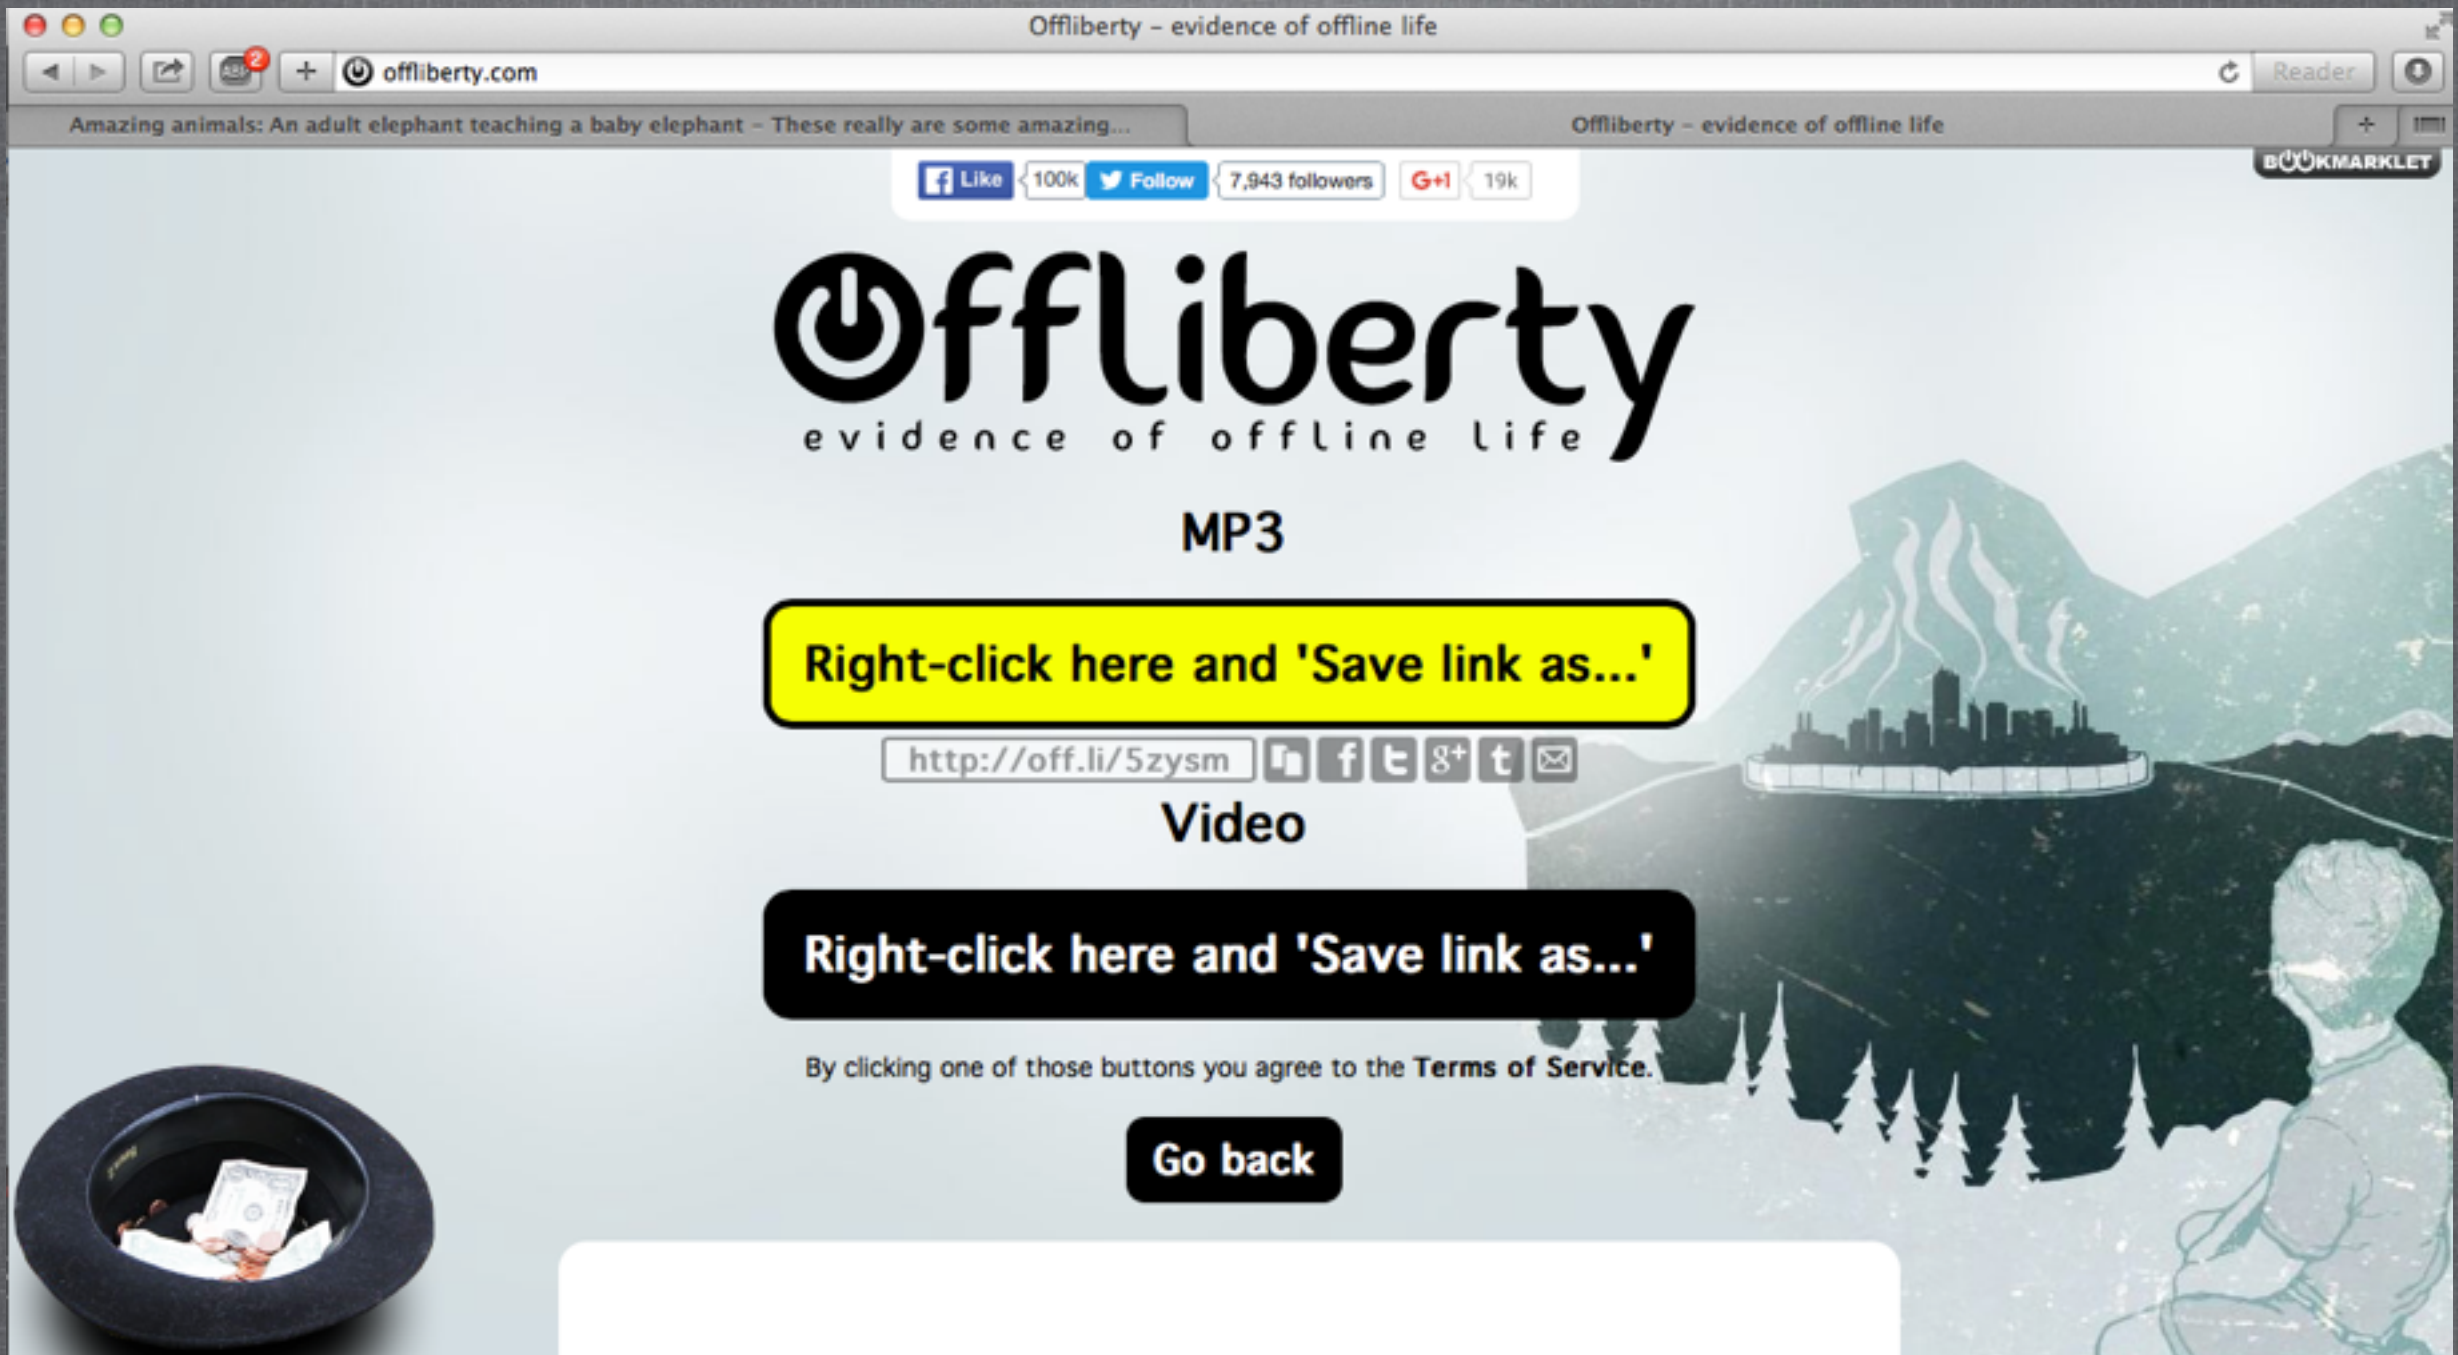 Offliberty – evidence of offline life
ABP 2
offliberty.com
Reader
Amazing animals: An adult elephant teaching a baby elephant – These really are some amazing...
Offliberty – evidence of offline life
BOOKMARKLET
Like 100k Follow 7,943 followers G+1 19k
Offliberty
evidence of offline life
MP3
Right-click here and 'Save link as...'
http://off.li/5zysm
Video
Right-click here and 'Save link as...'
By clicking one of those buttons you agree to the Terms of Service.
Go back